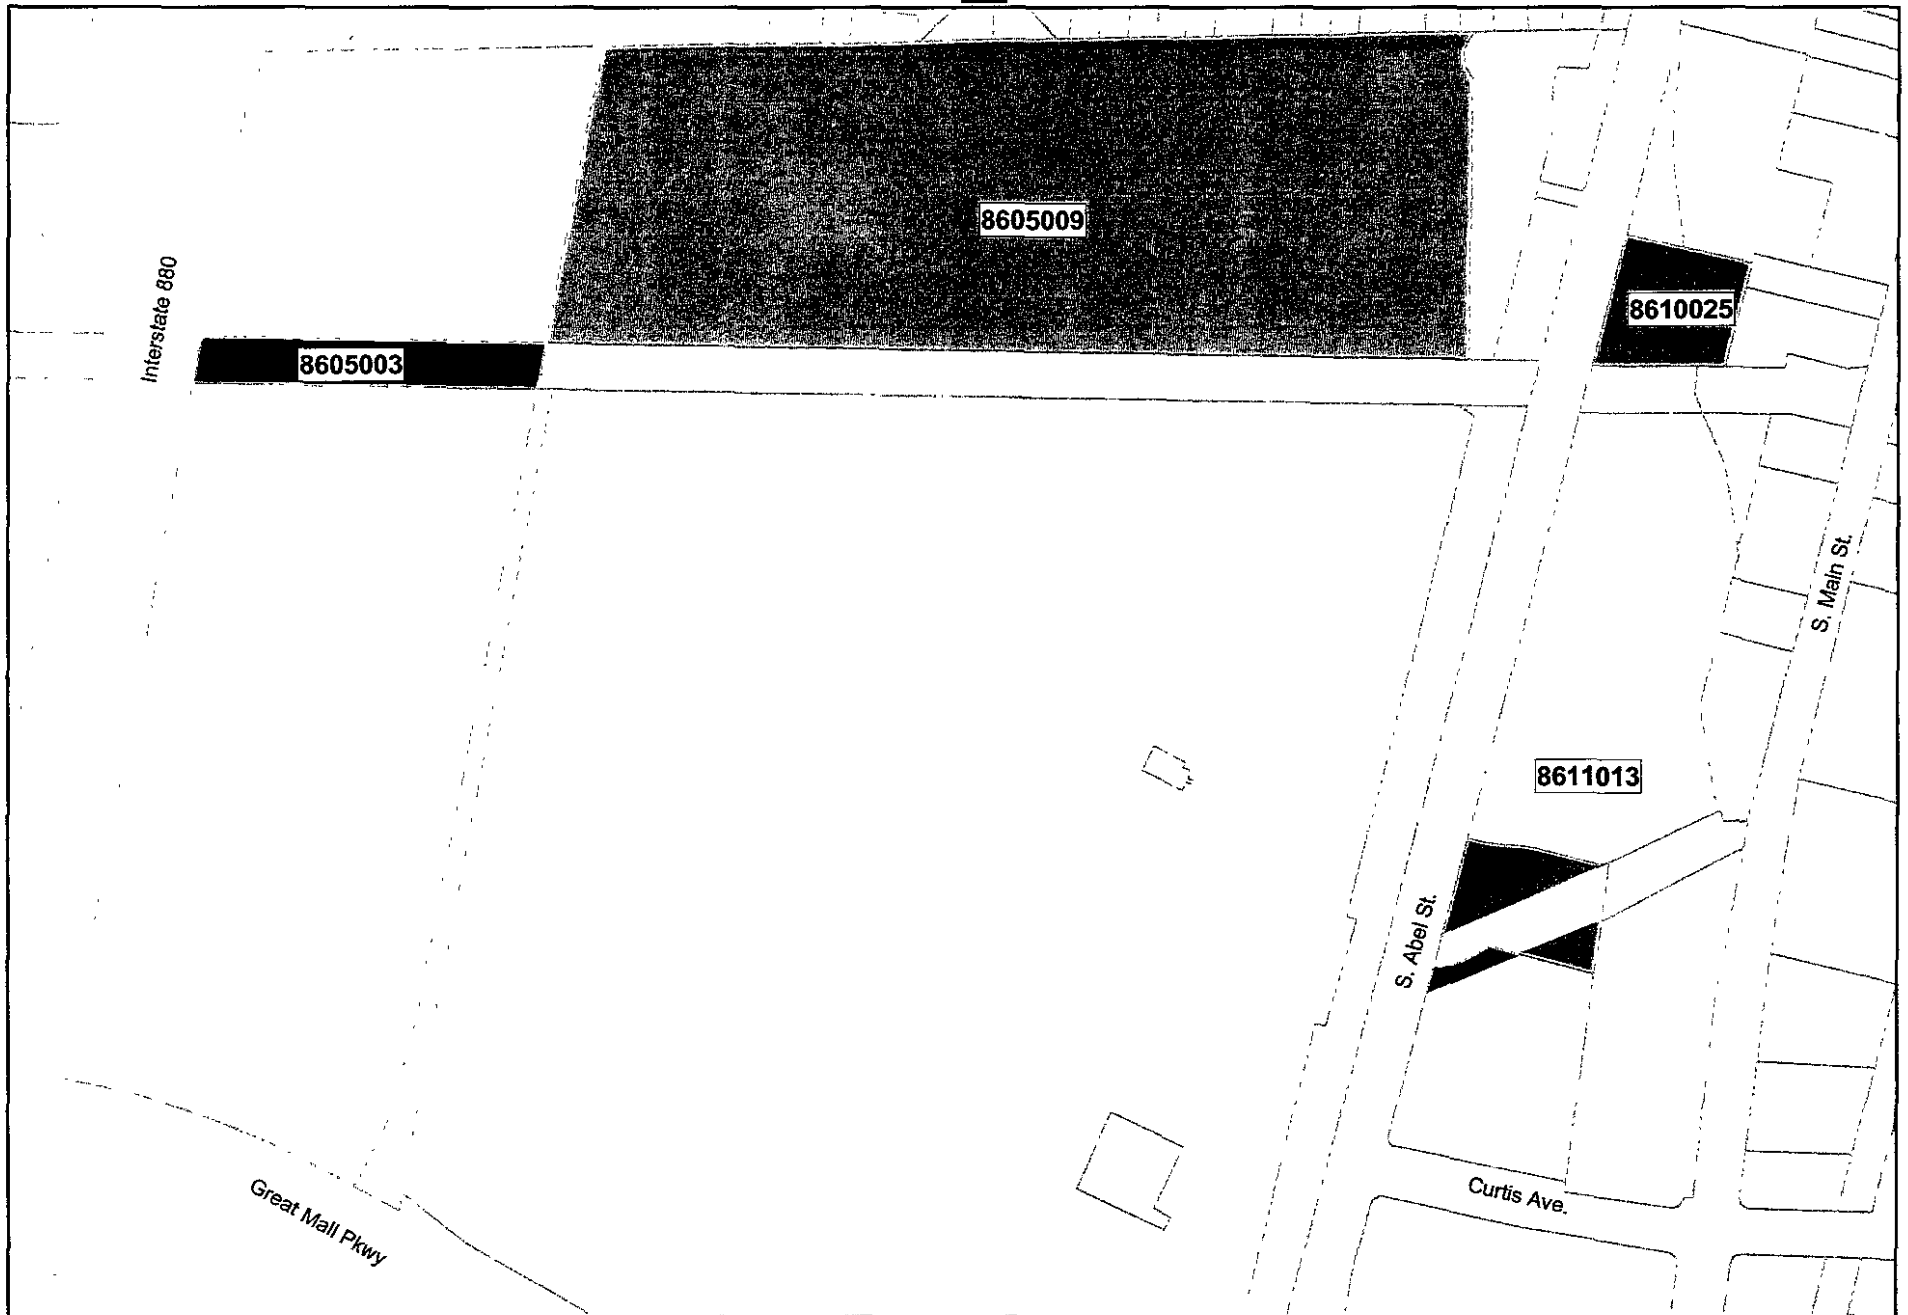 8605009
Interstate 880
8610025
8605003
S. Main St.
8611013
S. Abel St.
Curtis Ave.
Great Mall Pkwy